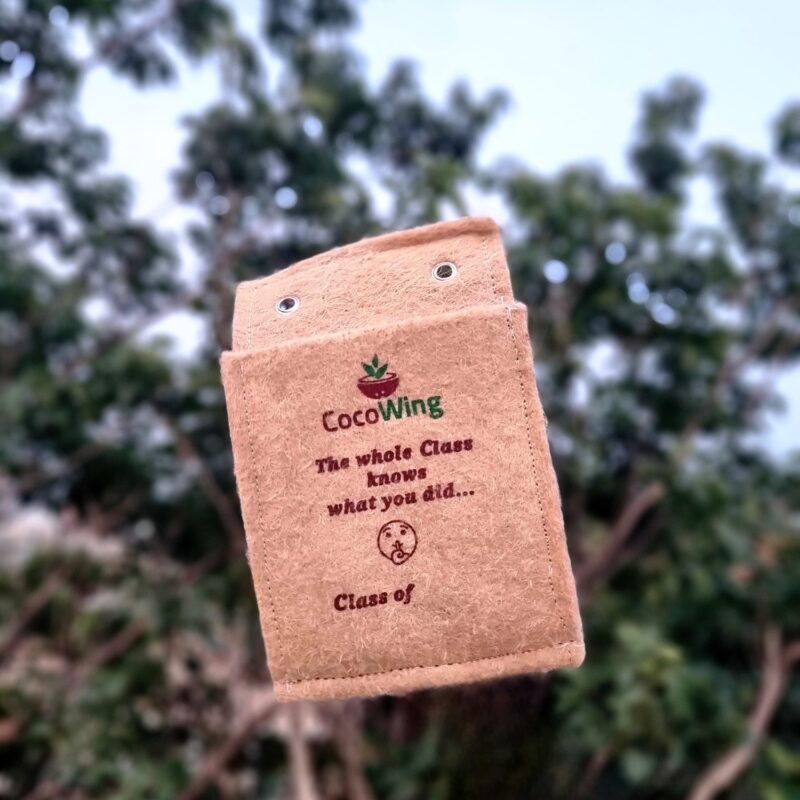 CocoWing
The whole Class
knows
what you did...
Class of